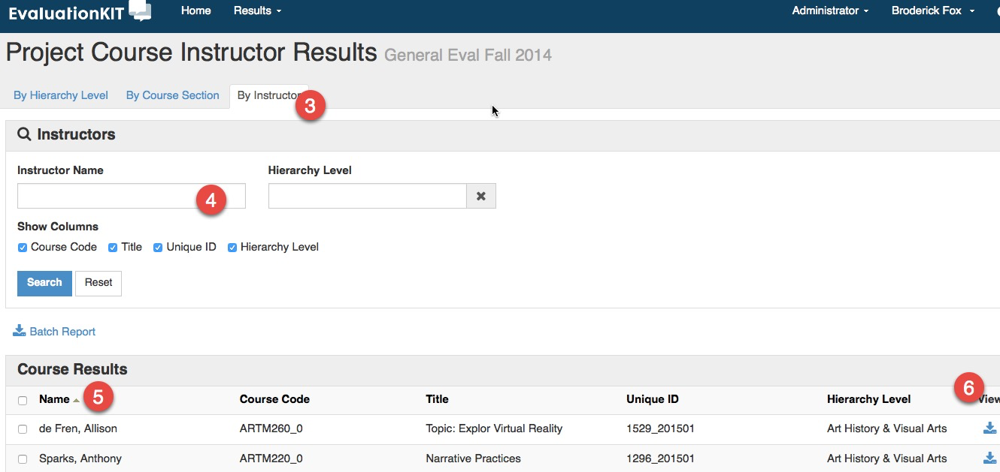 EvaluationKIT Home Results Administrator Broderick Fox
Project Course Instructor Results General Eval Fall 2014
By Hierarchy Level By Course Section By Instructor 3
Instructors
Instructor Name Hierarchy Level
4
Show Columns
Course Code Title Unique ID Hierarchy Level
Search Reset
Batch Report
Course Results
Name 5 Course Code Title Unique ID Hierarchy Level 6 View
de Fren, Allison ARTM260_0 Topic: Explor Virtual Reality 1529_201501 Art History & Visual Arts
Sparks, Anthony ARTM220_0 Narrative Practices 1296_201501 Art History & Visual Arts